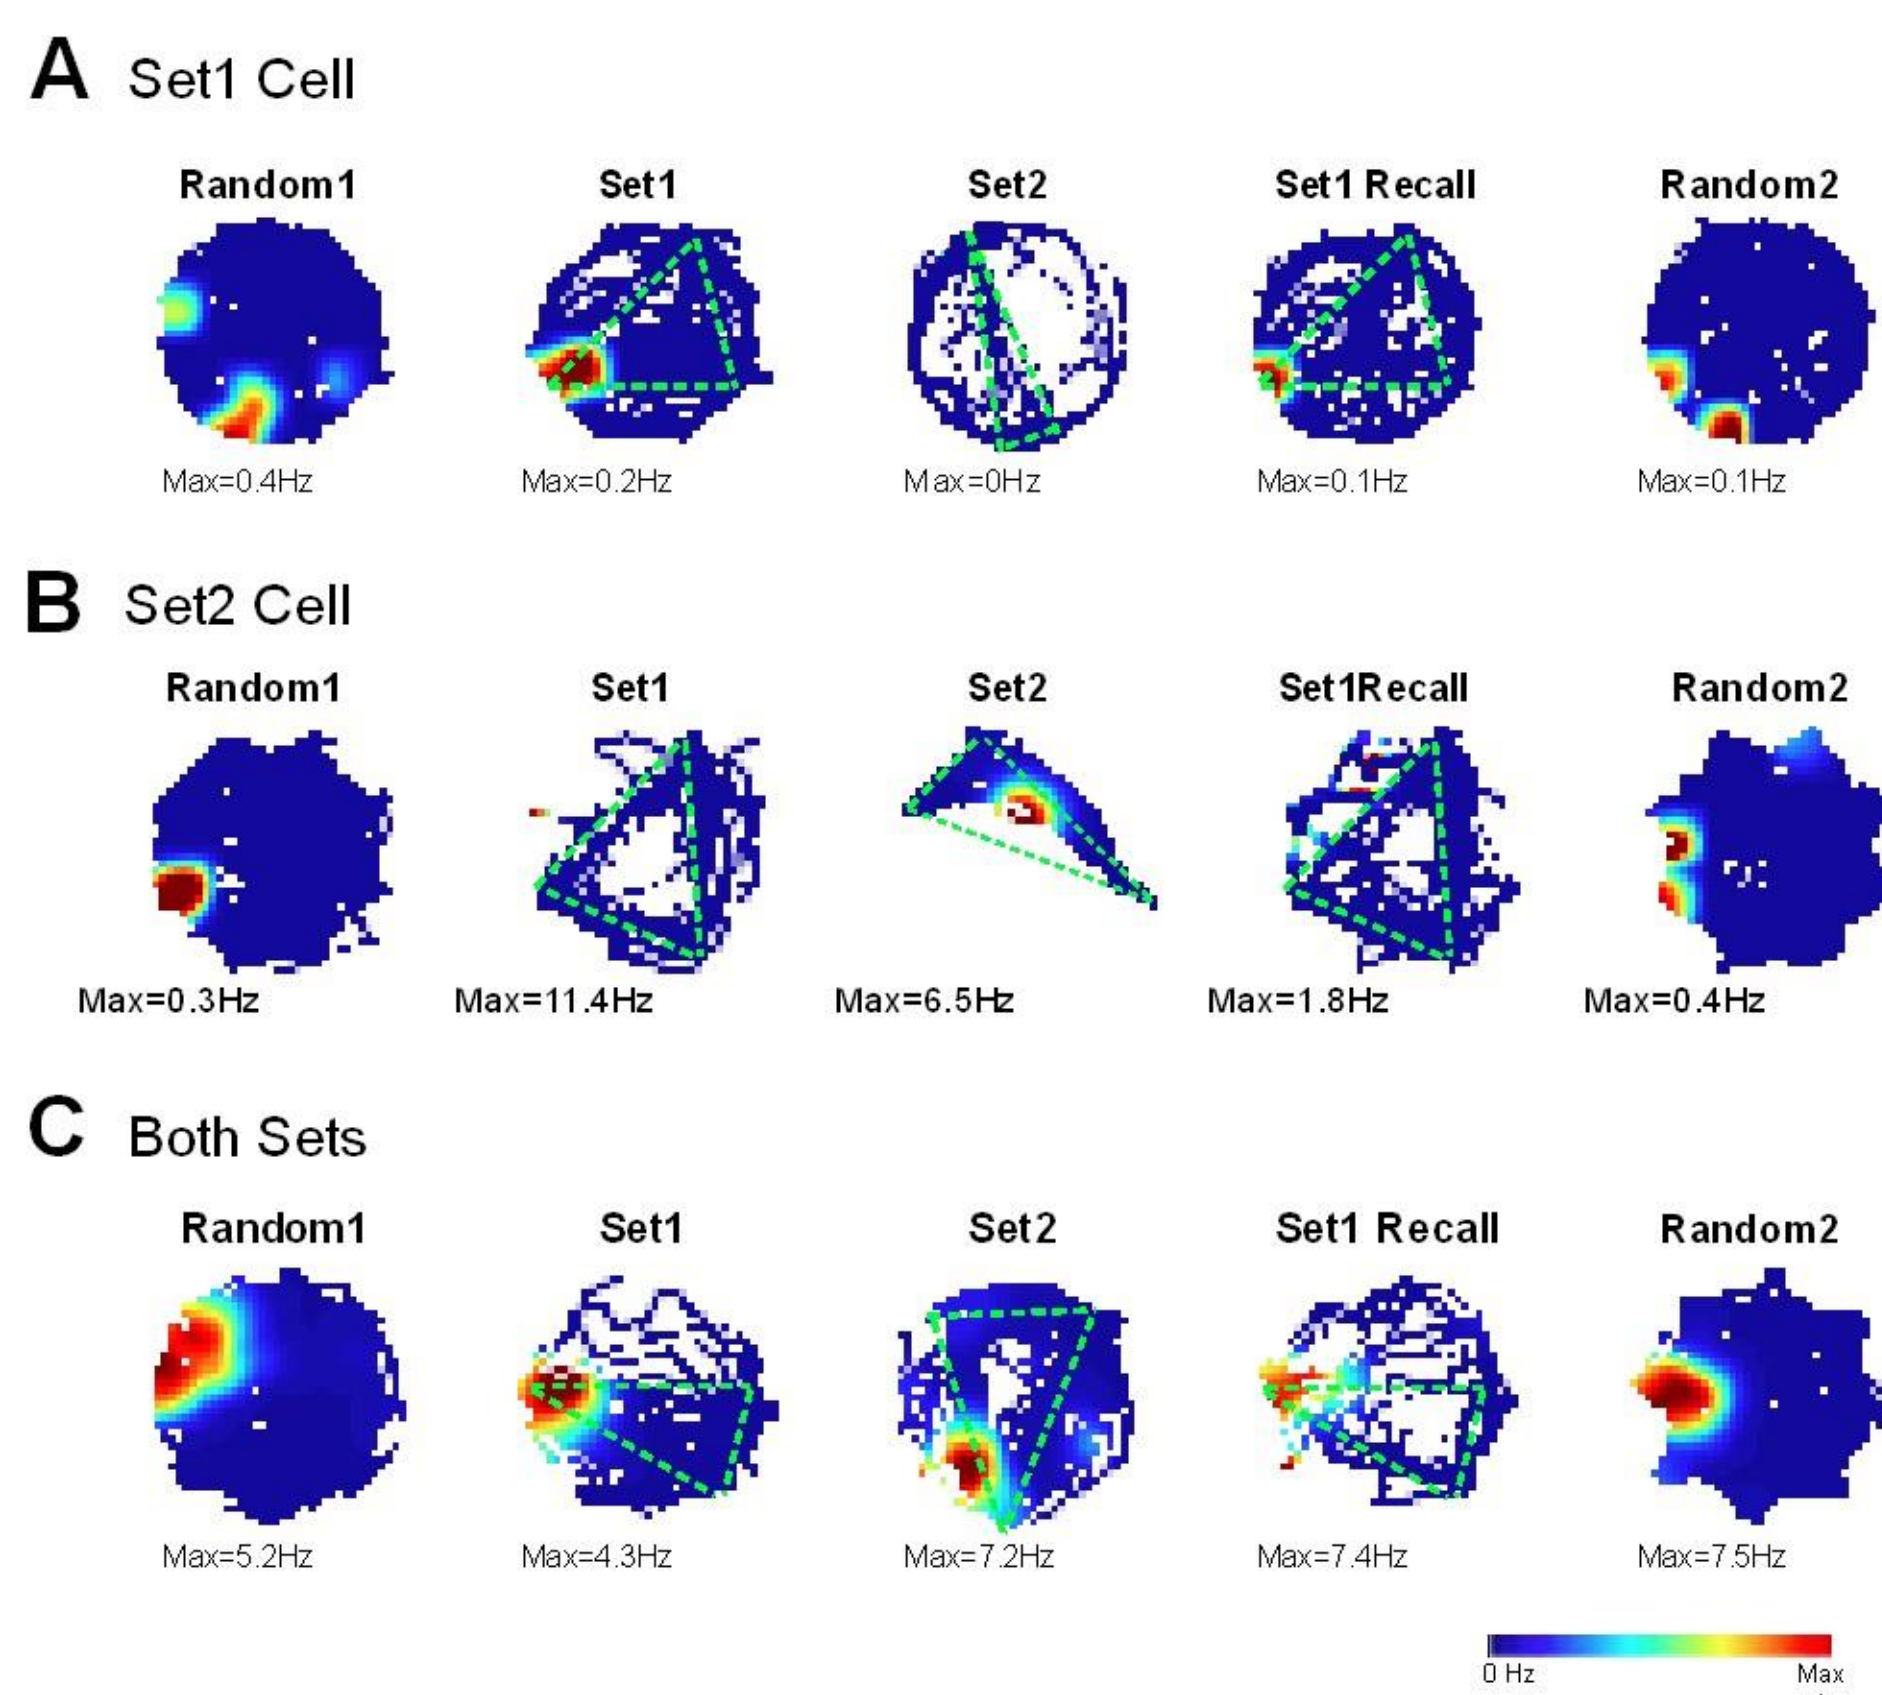 A Set1 Cell
Random1 Set1 Set2 Set1 Recall Random2
Max=0.4Hz Max=0.2Hz Max=0Hz Max=0.1Hz Max=0.1Hz
B Set2 Cell
Random1 Set1 Set2 Set1Recall Random2
Max=0.3Hz Max=11.4Hz Max=6.5Hz Max=1.8Hz Max=0.4Hz
C Both Sets
Random1 Set1 Set2 Set1 Recall Random2
Max=5.2Hz Max=4.3Hz Max=7.2Hz Max=7.4Hz Max=7.5Hz
0 Hz Max